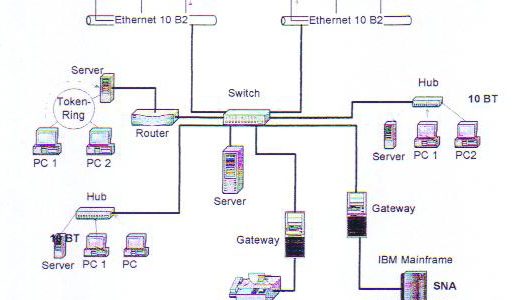 Ethernet 10 B2
Ethernet 10 B2
Server
Switch
Hub
10 BT
Token-
Ring
Router
PC 1
PC 2
Server
PC 1
PC2
Server
Hub
10 BT
Server
PC 1
PC
Gateway
Gateway
IBM Mainframe
SNA